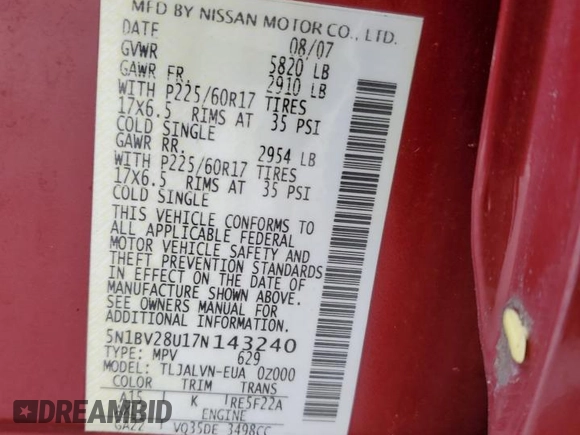 MFD BY NISSAN MOTOR CO., LTD.
DATE 08/07
GVWR 5820 LB
GAWR FR. 2910 LB
WITH P225/60R17 TIRES
17X6.5 RIMS AT 35 PSI
COLD SINGLE
GAWR RR. 2954 LB
WITH P225/60R17 TIRES
17X6.5 RIMS AT 35 PSI
COLD SINGLE
THIS VEHICLE CONFORMS TO
ALL APPLICABLE FEDERAL
MOTOR VEHICLE SAFETY AND
THEFT PREVENTION STANDARDS
IN EFFECT ON THE DATE OF
MANUFACTURE SHOWN ABOVE.
SEE OWNERS MANUAL FOR
ADDITIONAL INFORMATION.
5N1BV28U17N143240
TYPE: MPV 629
MODEL: TLJALVN-EUA 0Z000
COLOR TRIM TRANS
A15 K RE5F22A
ENGINE
GA22 VQ35DE 3498CC
DREAMBID